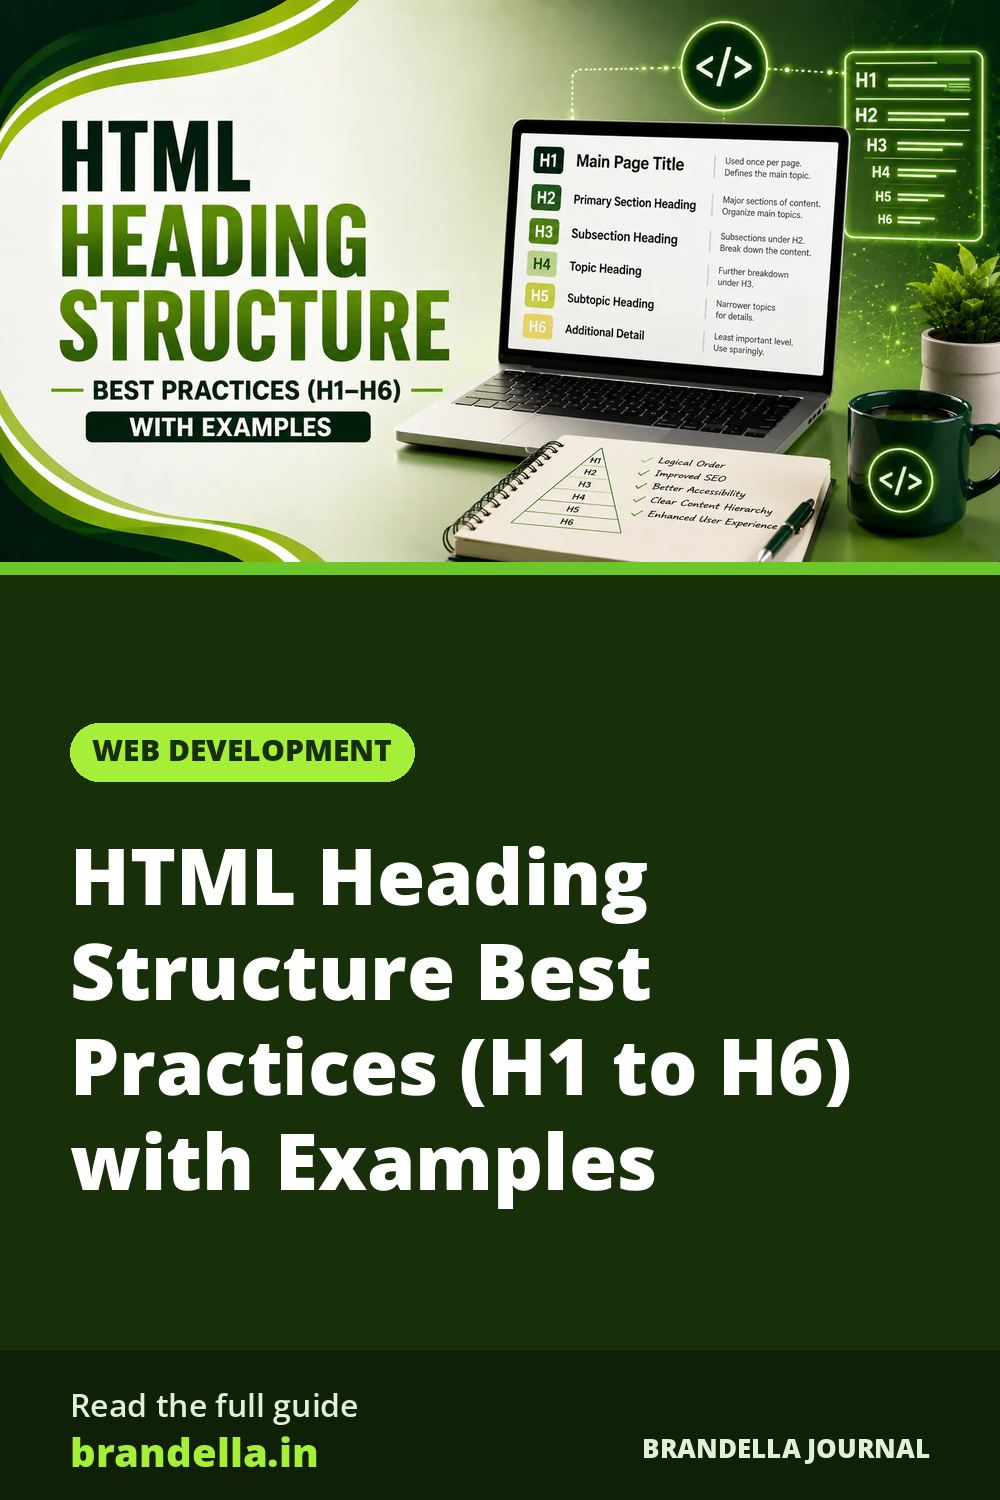 HTML
HEADING
STRUCTURE
BEST PRACTICES (H1–H6)
WITH EXAMPLES
</>
H1
H2
H3
H4
H5
H6
H1 Main Page Title Used once per page.
Defines the main topic.
H2 Primary Section Heading Major sections of content.
Organize main topics.
H3 Subsection Heading Subsections under H2.
Break down the content.
H4 Topic Heading Further breakdown
under H3.
H5 Subtopic Heading Narrower topics
for details.
H6 Additional Detail Least important level.
Use sparingly.
H1
H2
H3
H4
H5
H6
✓ Logical Order
✓ Improved SEO
✓ Better Accessibility
✓ Clear Content Hierarchy
✓ Enhanced User Experience
</>
WEB DEVELOPMENT
HTML Heading
Structure Best
Practices (H1 to H6)
with Examples
Read the full guide
brandella.in
BRANDELLA JOURNAL